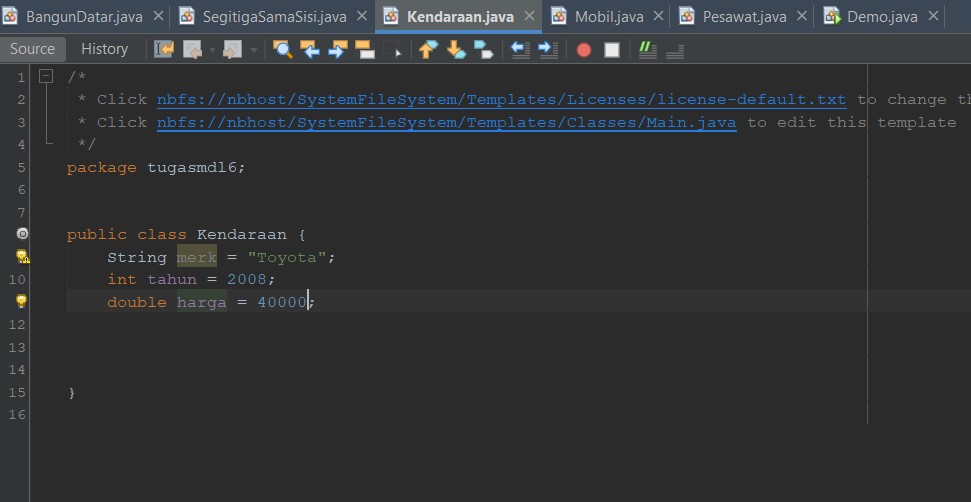 BangunDatar.java SegitigaSamaSisi.java Kendaraan.java Mobil.java Pesawat.java Demo.java
Source History
1 /*
2 * Click nbfs://nbhost/SystemFileSystem/Templates/Licenses/license-default.txt to change th
3 * Click nbfs://nbhost/SystemFileSystem/Templates/Classes/Main.java to edit this template
4 */
5 package tugasmdl6;
6
7
public class Kendaraan {
String merk = "Toyota";
10 int tahun = 2008;
double harga = 40000;
12
13
14
15 }
16